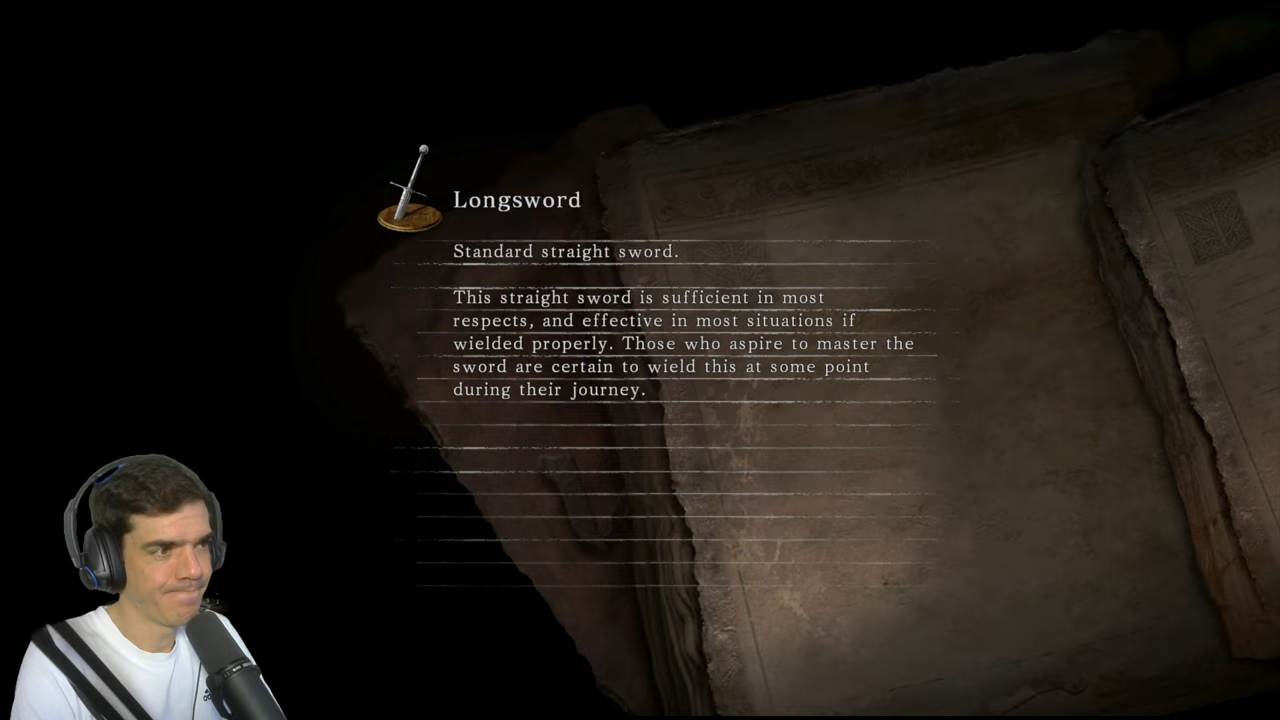 Longsword
Standard straight sword.
This straight sword is sufficient in most
respects, and effective in most situations if
wielded properly. Those who aspire to master the
sword are certain to wield this at some point
during their journey.